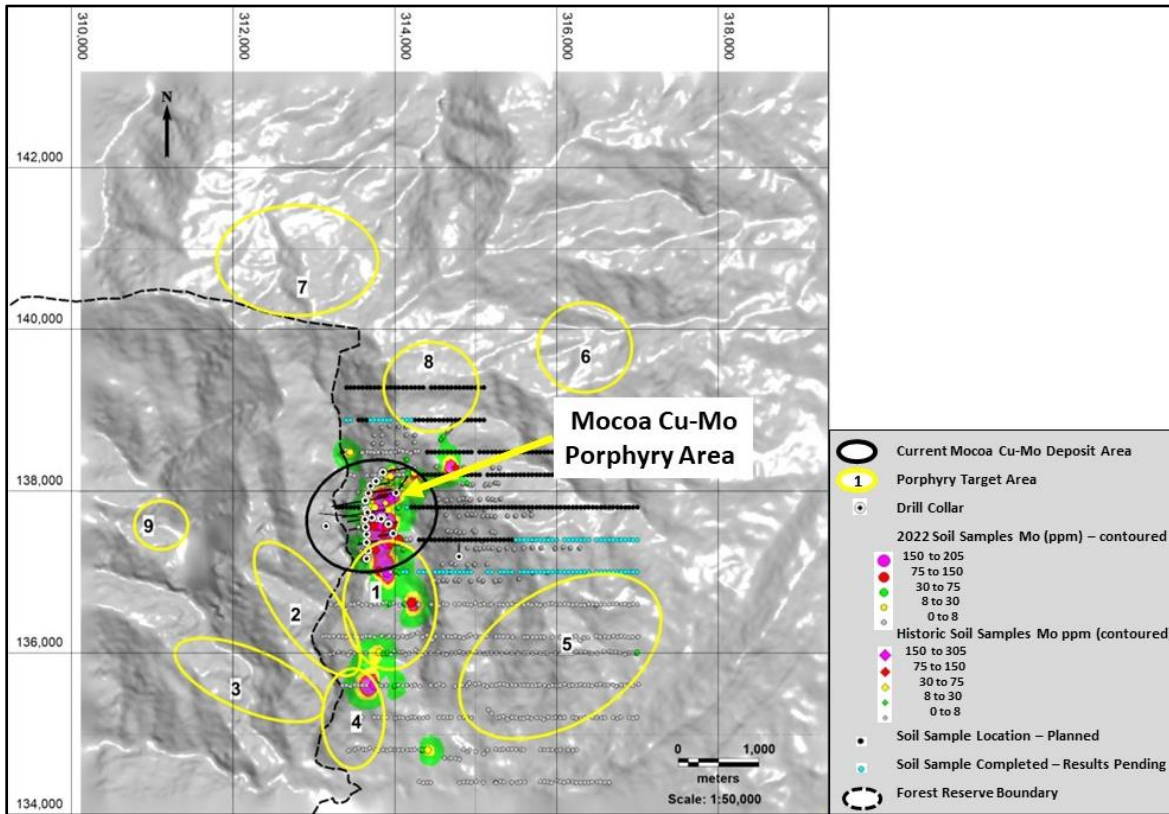 310,000
312,000
314,000
316,000
318,000
N
142,000
7
140,000
6
8
Mocoa Cu-Mo
Porphyry Area
138,000
9
1
2
136,000
5
3
4
0 1,000
meters
Scale: 1:50,000
134,000
Current Mocoa Cu-Mo Deposit Area
1 Porphyry Target Area
Drill Collar
2022 Soil Samples Mo (ppm) – contoured
150 to 205
75 to 150
30 to 75
8 to 30
0 to 8
Historic Soil Samples Mo ppm (contoured)
150 to 305
75 to 150
30 to 75
8 to 30
0 to 8
Soil Sample Location – Planned
Soil Sample Completed – Results Pending
Forest Reserve Boundary